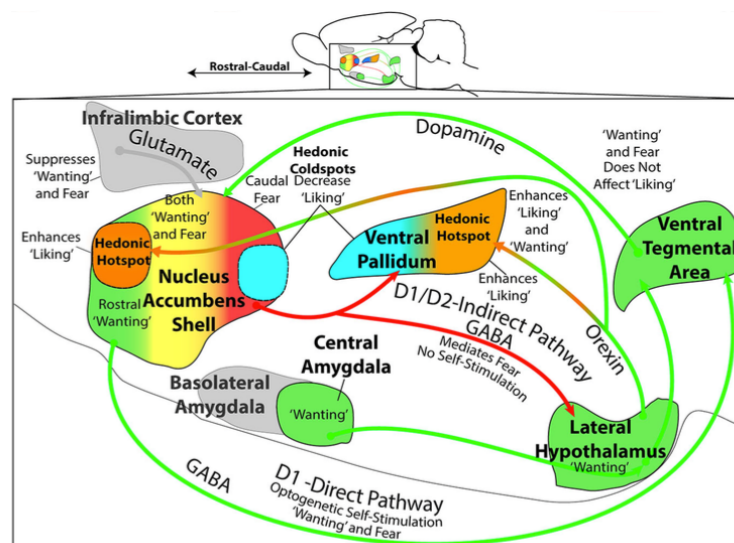 Rostral-Caudal
Infralimbic Cortex
Glutamate
Suppresses
'Wanting'
and Fear
Both
'Wanting'
and Fear
Caudal
Fear
Hedonic
Coldspots
Decrease
'Liking'
Dopamine
'Wanting'
and Fear
Does Not
Affect 'Liking'
Enhances
'Liking'
Hedonic
Hotspot
Nucleus
Accumbens
Shell
Rostral
'Wanting'
Ventral
Pallidum
Hedonic
Hotspot
Enhances
'Liking'
and
'Wanting'
Enhances
'Liking'
Ventral
Tegmental
Area
D1/D2-Indirect Pathway
GABA
Mediates Fear
No Self-Stimulation
Orexin
Central
Amygdala
Basolateral
Amygdala
'Wanting'
Lateral
Hypothalamus
'Wanting'
GABA
D1 -Direct Pathway
Optogenetic Self-Stimulation
'Wanting' and Fear